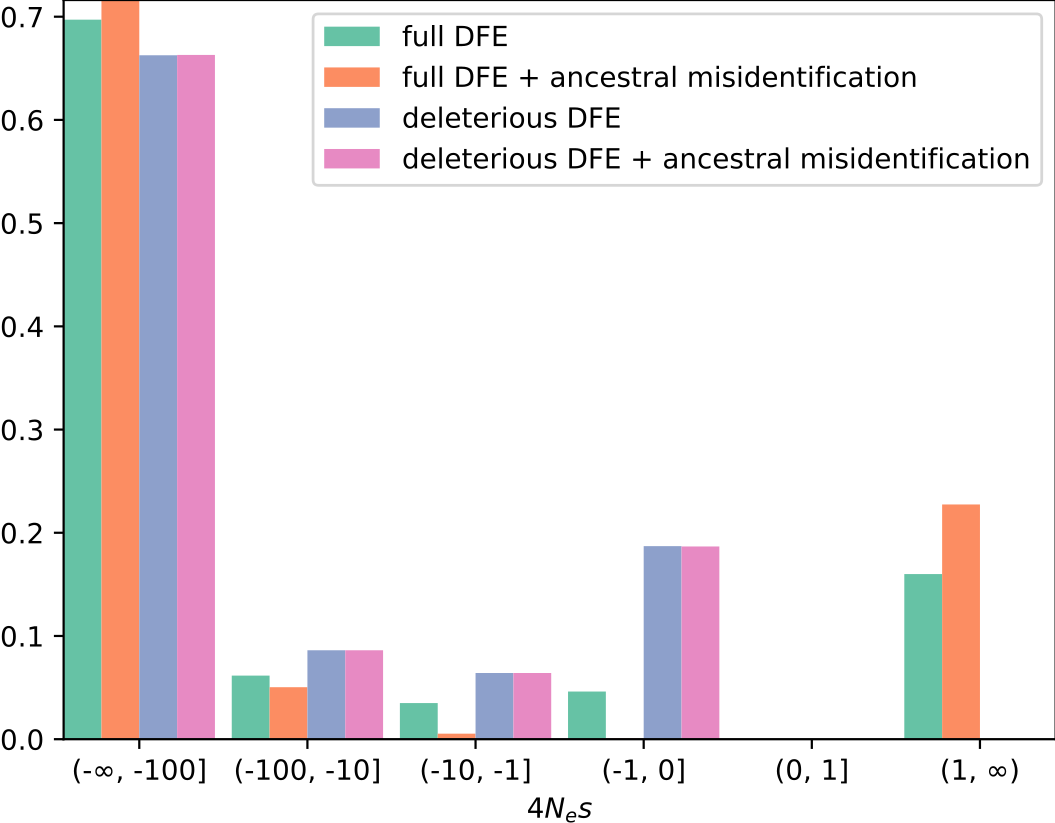 0.7
0.6
0.5
0.4
0.3
0.2
0.1
0.0
full DFE
full DFE + ancestral misidentification
deleterious DFE
deleterious DFE + ancestral misidentification
(-∞, -100] (-100, -10] (-10, -1] (-1, 0] (0, 1] (1, ∞)
4Nₑs